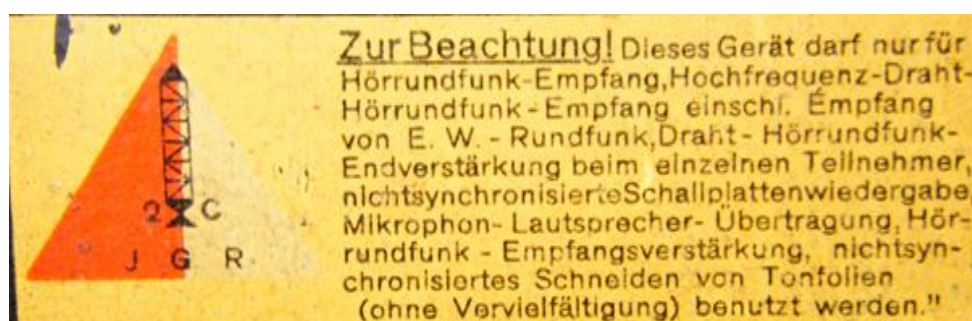 2 C
J G R
Zur Beachtung! Dieses Gerät darf nur für
Hörrundfunk-Empfang,Hochfrequenz-Draht-
Hörrundfunk-Empfang einschl. Empfang
von E. W.-Rundfunk,Draht-Hörrundfunk-
Endverstärkung beim einzelnen Teilnehmer,
nichtsynchronisierte Schallplattenwiedergabe,
Mikrophon-Lautsprecher-Übertragung, Hör-
rundfunk - Empfangsverstärkung, nichtsyn-
chronisiertes Schneiden von Tonfolien
(ohne Vervielfältigung) benutzt werden."